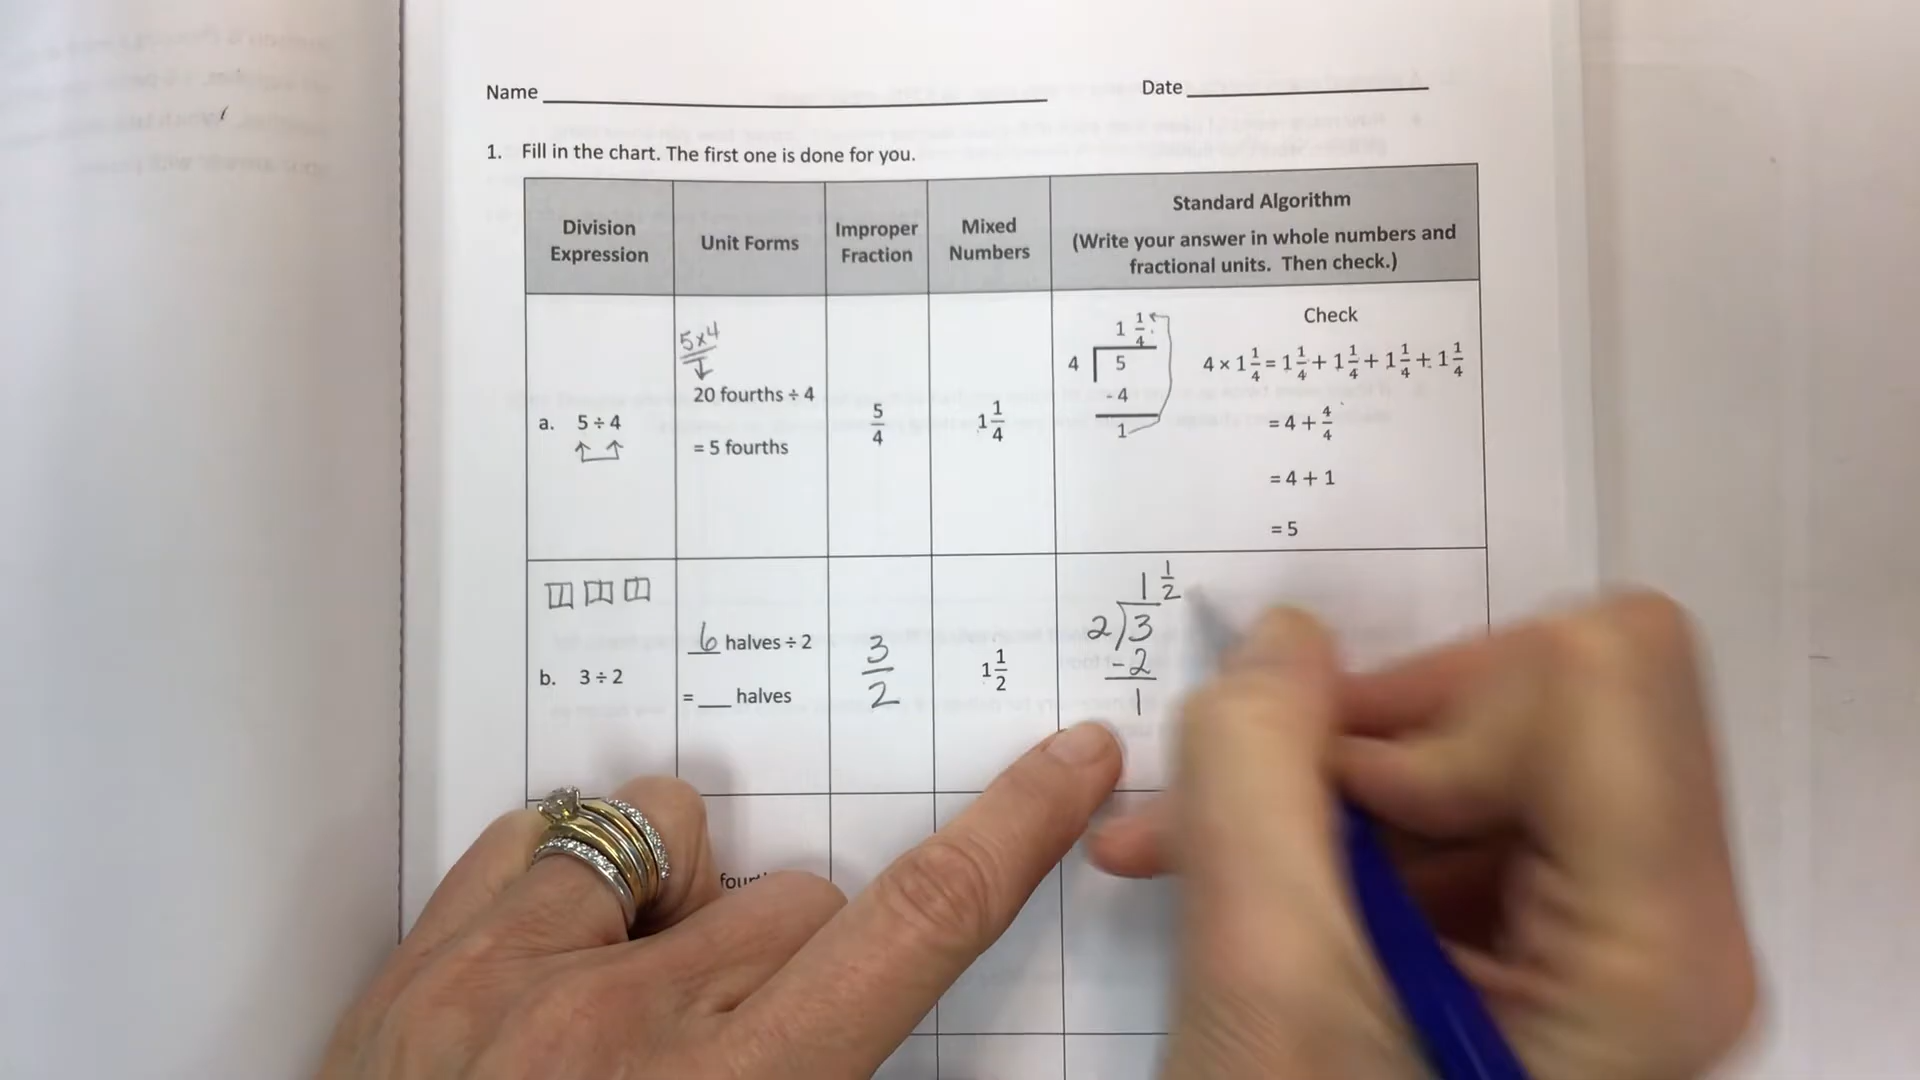 Name
Date
1. Fill in the chart. The first one is done for you.
Division Expression
Unit Forms
Improper Fraction
Mixed Numbers
Standard Algorithm
(Write your answer in whole numbers and fractional units. Then check.)
a. 5 ÷ 4
5x4
20 fourths ÷ 4
= 5 fourths
5/4
1 1/4
1 1/4
4 5
- 4
1
Check
4 × 1 1/4 = 1 1/4 + 1 1/4 + 1 1/4 + 1 1/4
= 4 + 4/4
= 4 + 1
= 5
b. 3 ÷ 2
6 halves ÷ 2
= ___ halves
3/2
1 1/2
1 1/2
2)3
-2
1